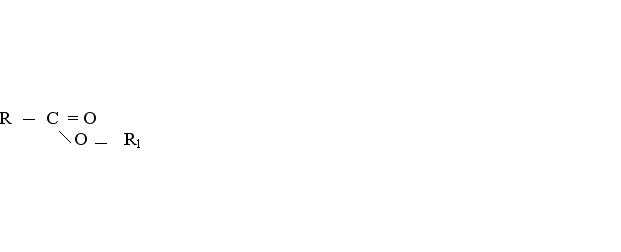 R — C = O
\ O — R₁